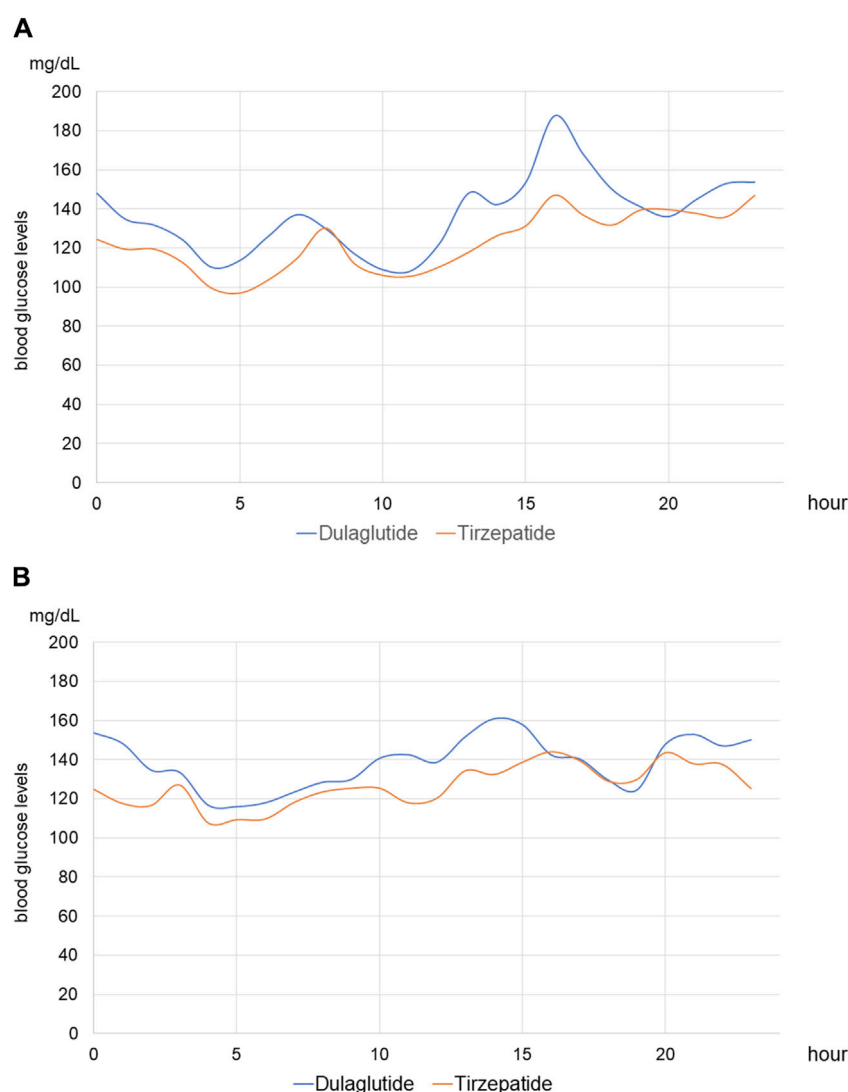 A
mg/dL
200
180
160
140
120
100
80
60
40
20
0
blood glucose levels
0 5 10 15 20 hour
Dulaglutide Tirzepatide
B
mg/dL
200
180
160
140
120
100
80
60
40
20
0
blood glucose levels
0 5 10 15 20 hour
Dulaglutide Tirzepatide